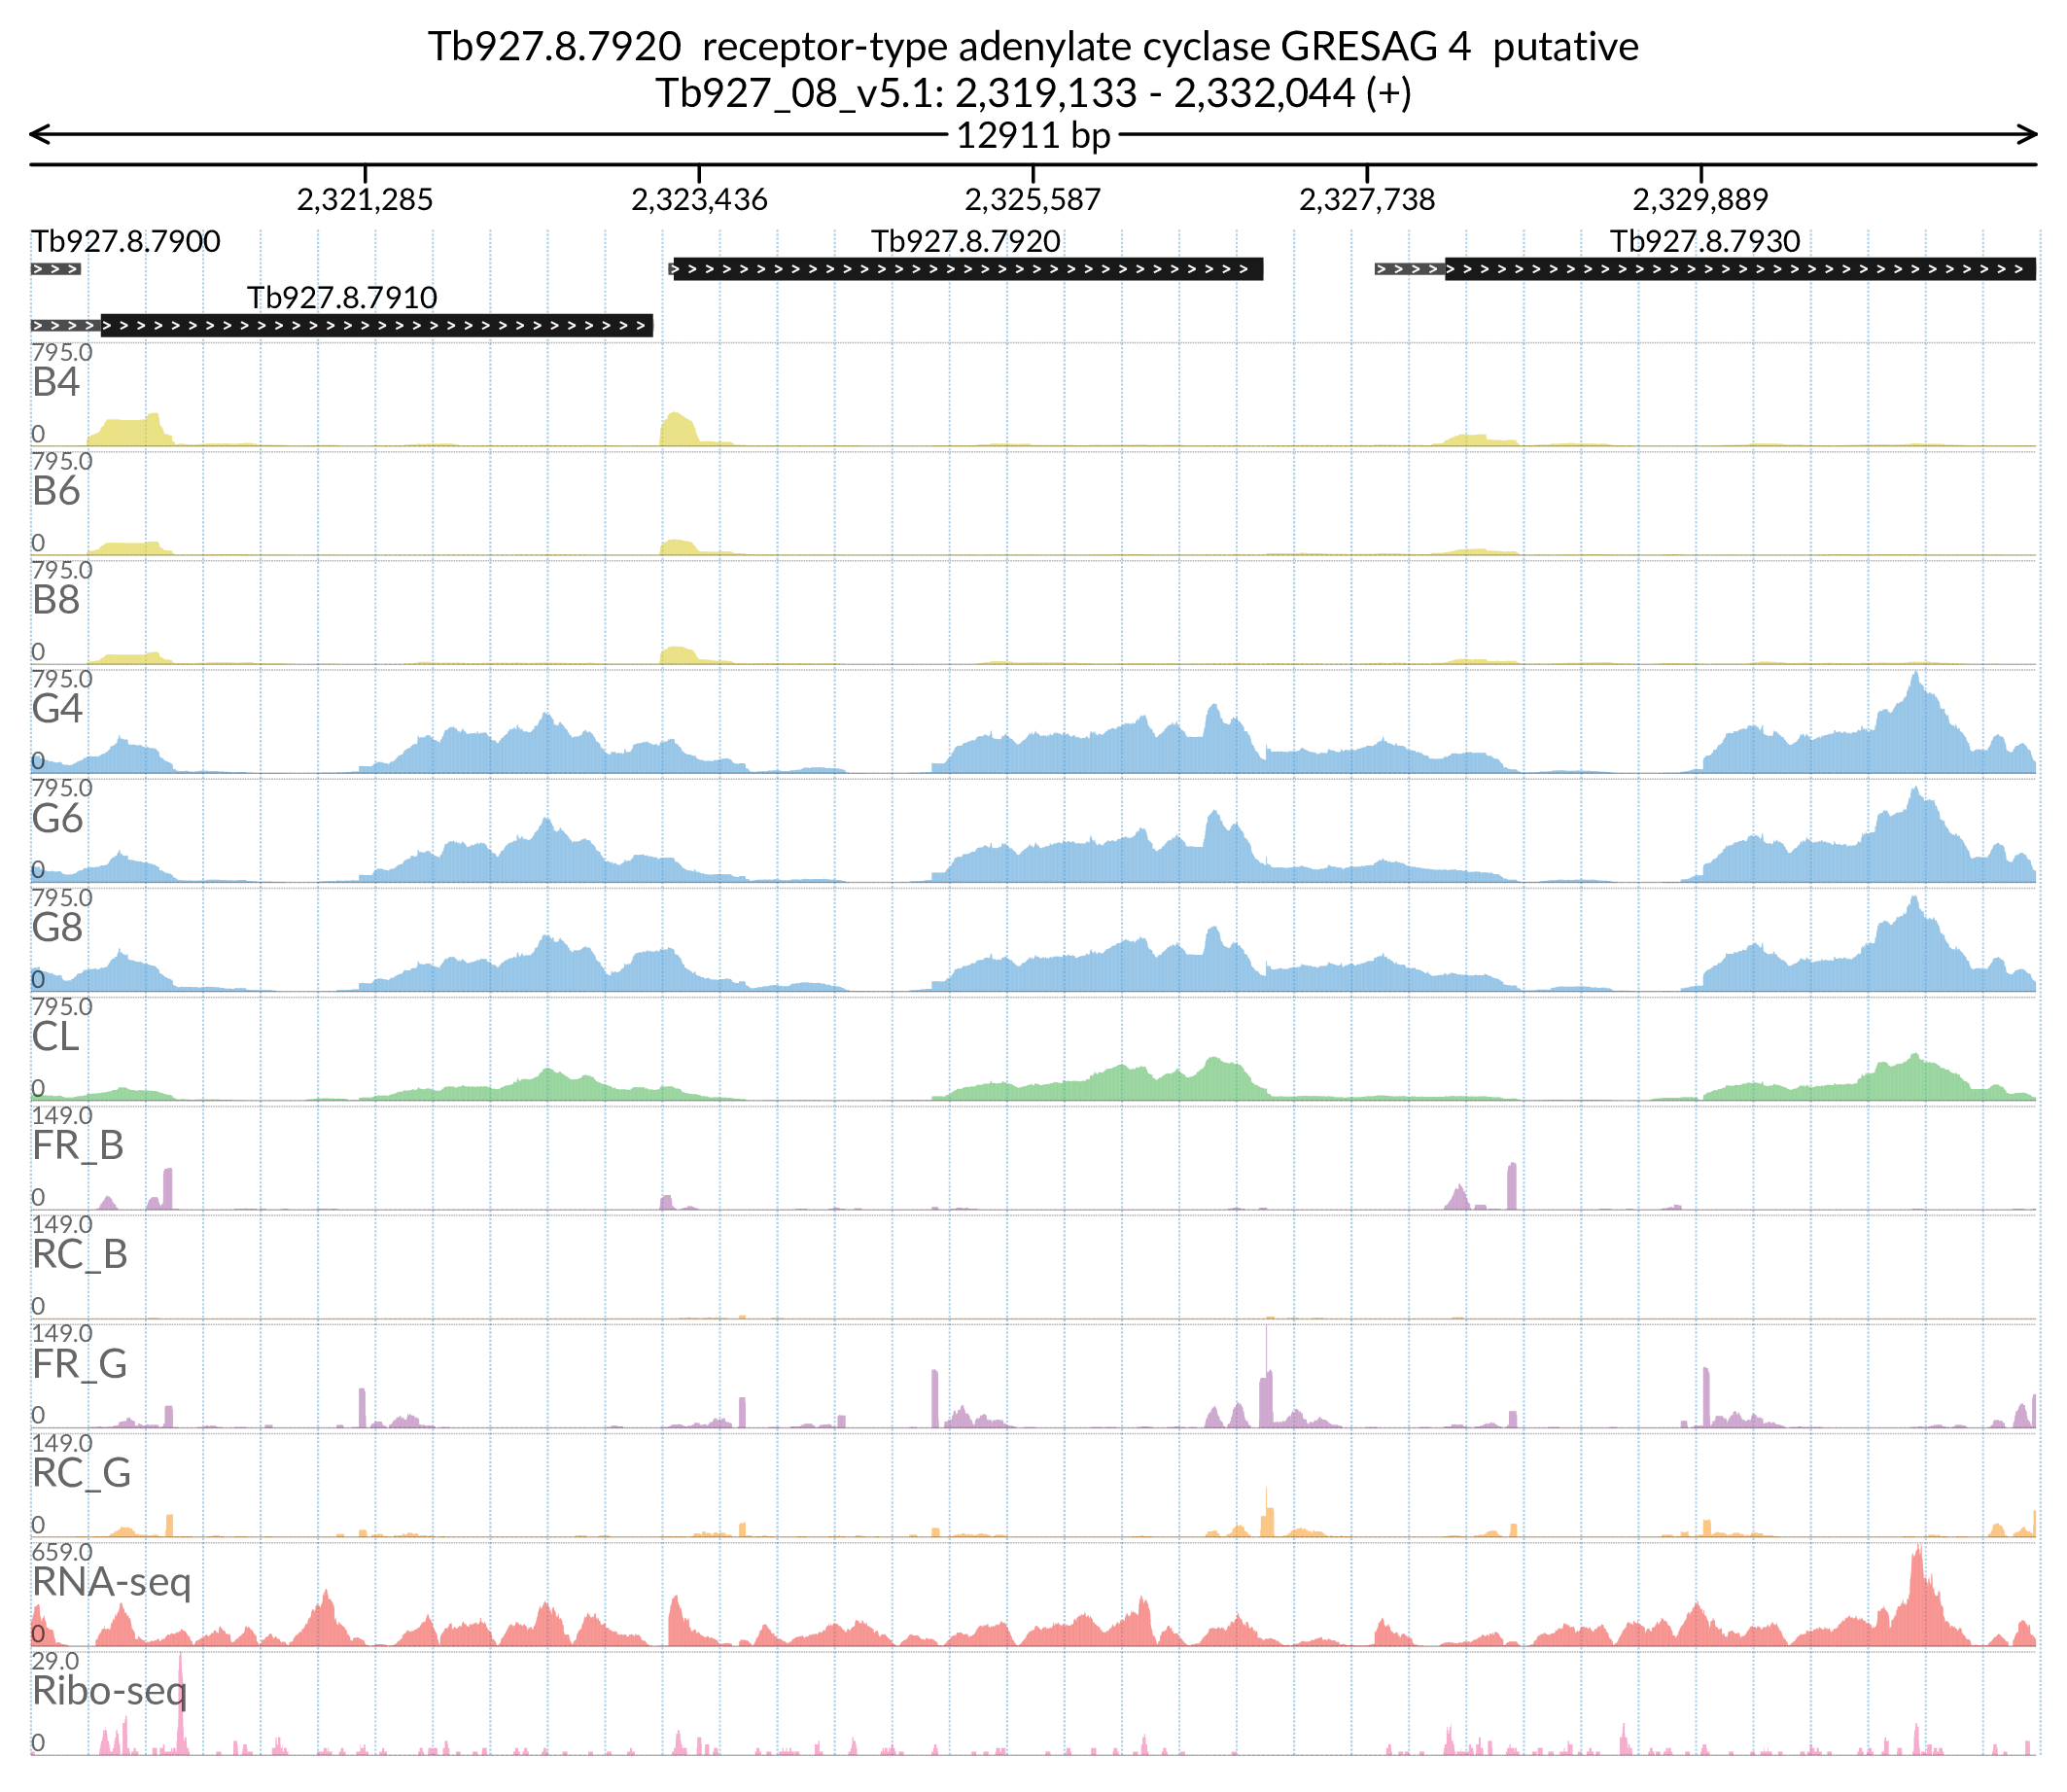 Tb927.8.7920  receptor-type adenylate cyclase GRESAG 4  putative
Tb927_08_v5.1: 2,319,133 - 2,332,044 (+)
12911 bp
2,321,285 2,323,436 2,325,587 2,327,738 2,329,889
Tb927.8.7900 Tb927.8.7920 Tb927.8.7930
Tb927.8.7910
795.0
B4
0
795.0
B6
0
795.0
B8
0
795.0
G4
0
795.0
G6
0
795.0
G8
0
795.0
CL
0
149.0
FR_B
0
149.0
RC_B
0
149.0
FR_G
0
149.0
RC_G
0
659.0
RNA-seq
0
29.0
Ribo-seq
0